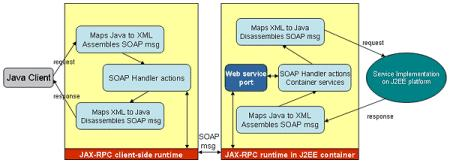 Java Client
request
response
Maps Java to XML
Assembles SOAP msg
SOAP Handler actions
Maps XML to Java
Disassembles SOAP msg
JAX-RPC client-side runtime
SOAP
msg
Maps XML to Java
Disassembles SOAP msg
Web service
port
SOAP Handler actions
Container services
Maps Java to XML
Assembles SOAP msg
JAX-RPC runtime in J2EE container
request
Service Implementation
on J2EE platform
response